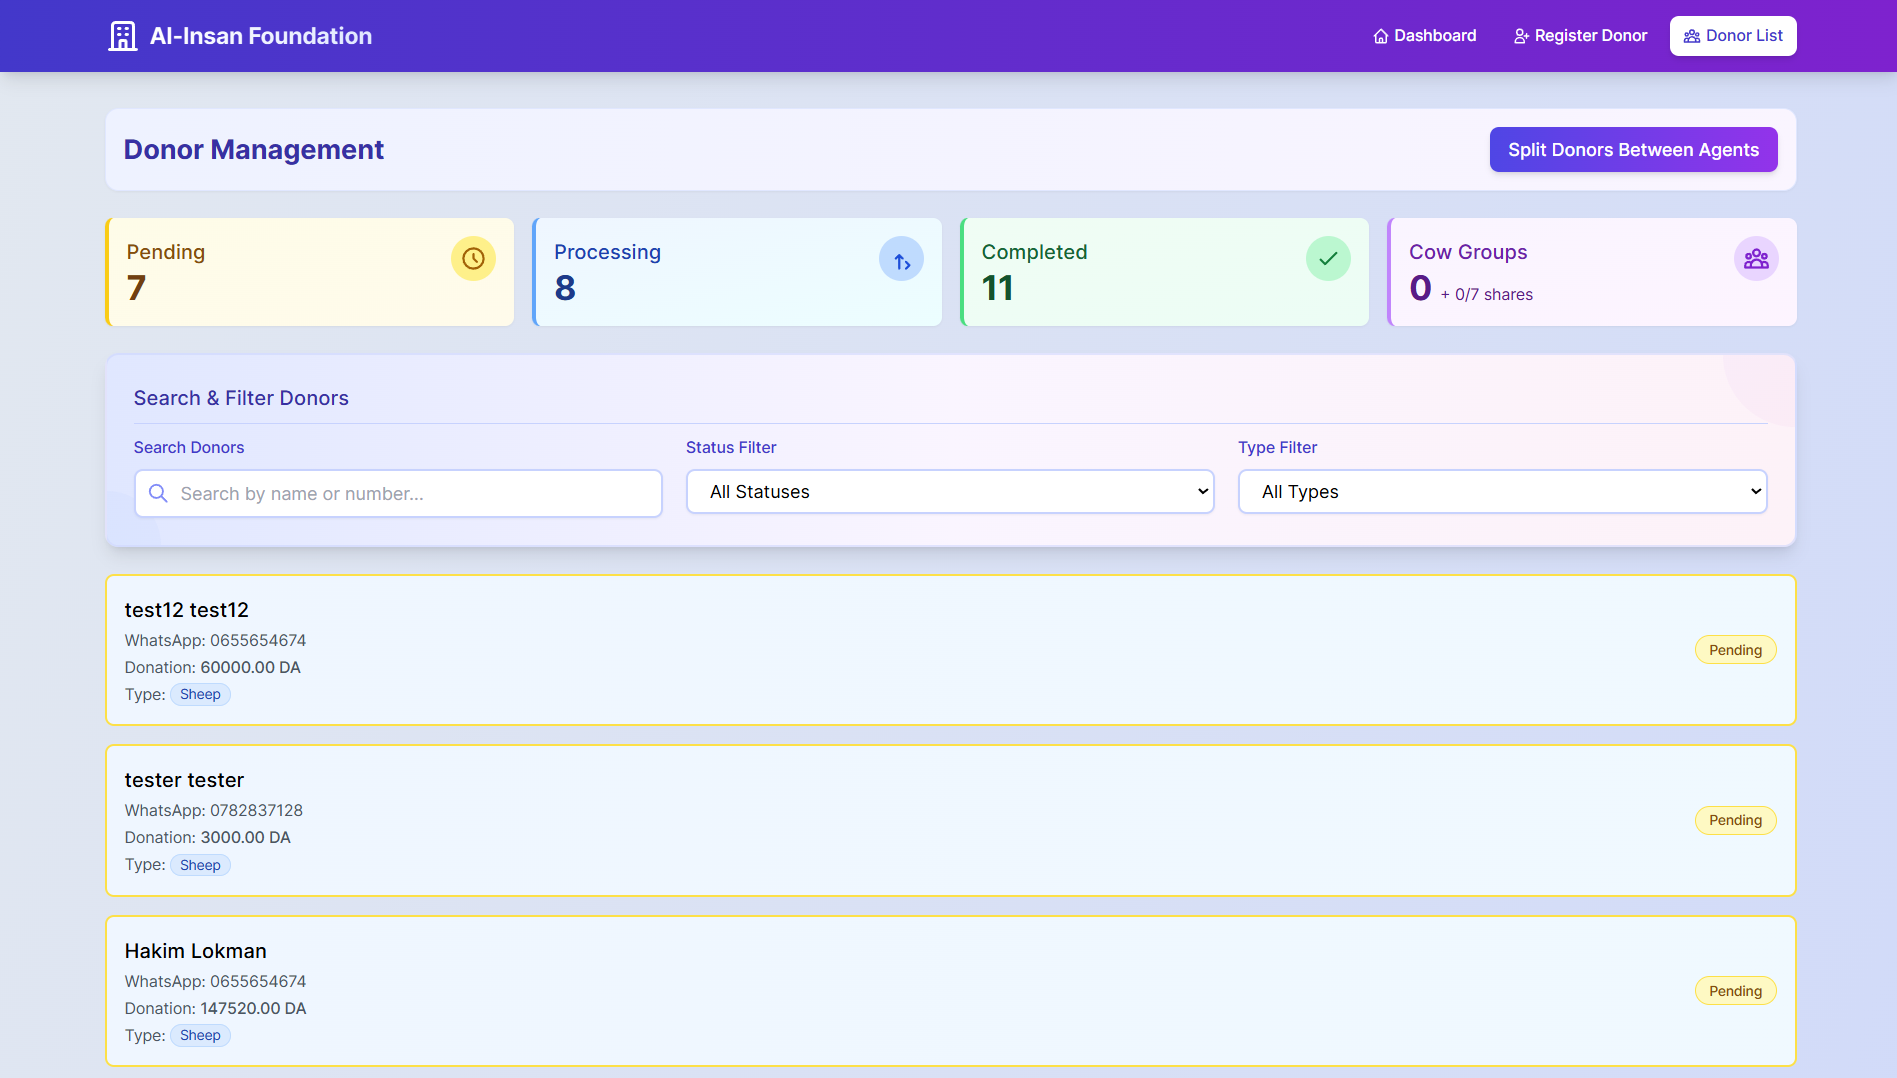 Al-Insan Foundation
Dashboard
Register Donor
Donor List
Donor Management
Split Donors Between Agents
Pending
7
Processing
8
Completed
11
Cow Groups
0 + 0/7 shares
Search & Filter Donors
Search Donors
Status Filter
Type Filter
Search by name or number...
All Statuses
All Types
test12 test12
WhatsApp: 0655654674
Donation: 60000.00 DA
Type: Sheep
Pending
tester tester
WhatsApp: 0782837128
Donation: 3000.00 DA
Type: Sheep
Pending
Hakim Lokman
WhatsApp: 0655654674
Donation: 147520.00 DA
Type: Sheep
Pending